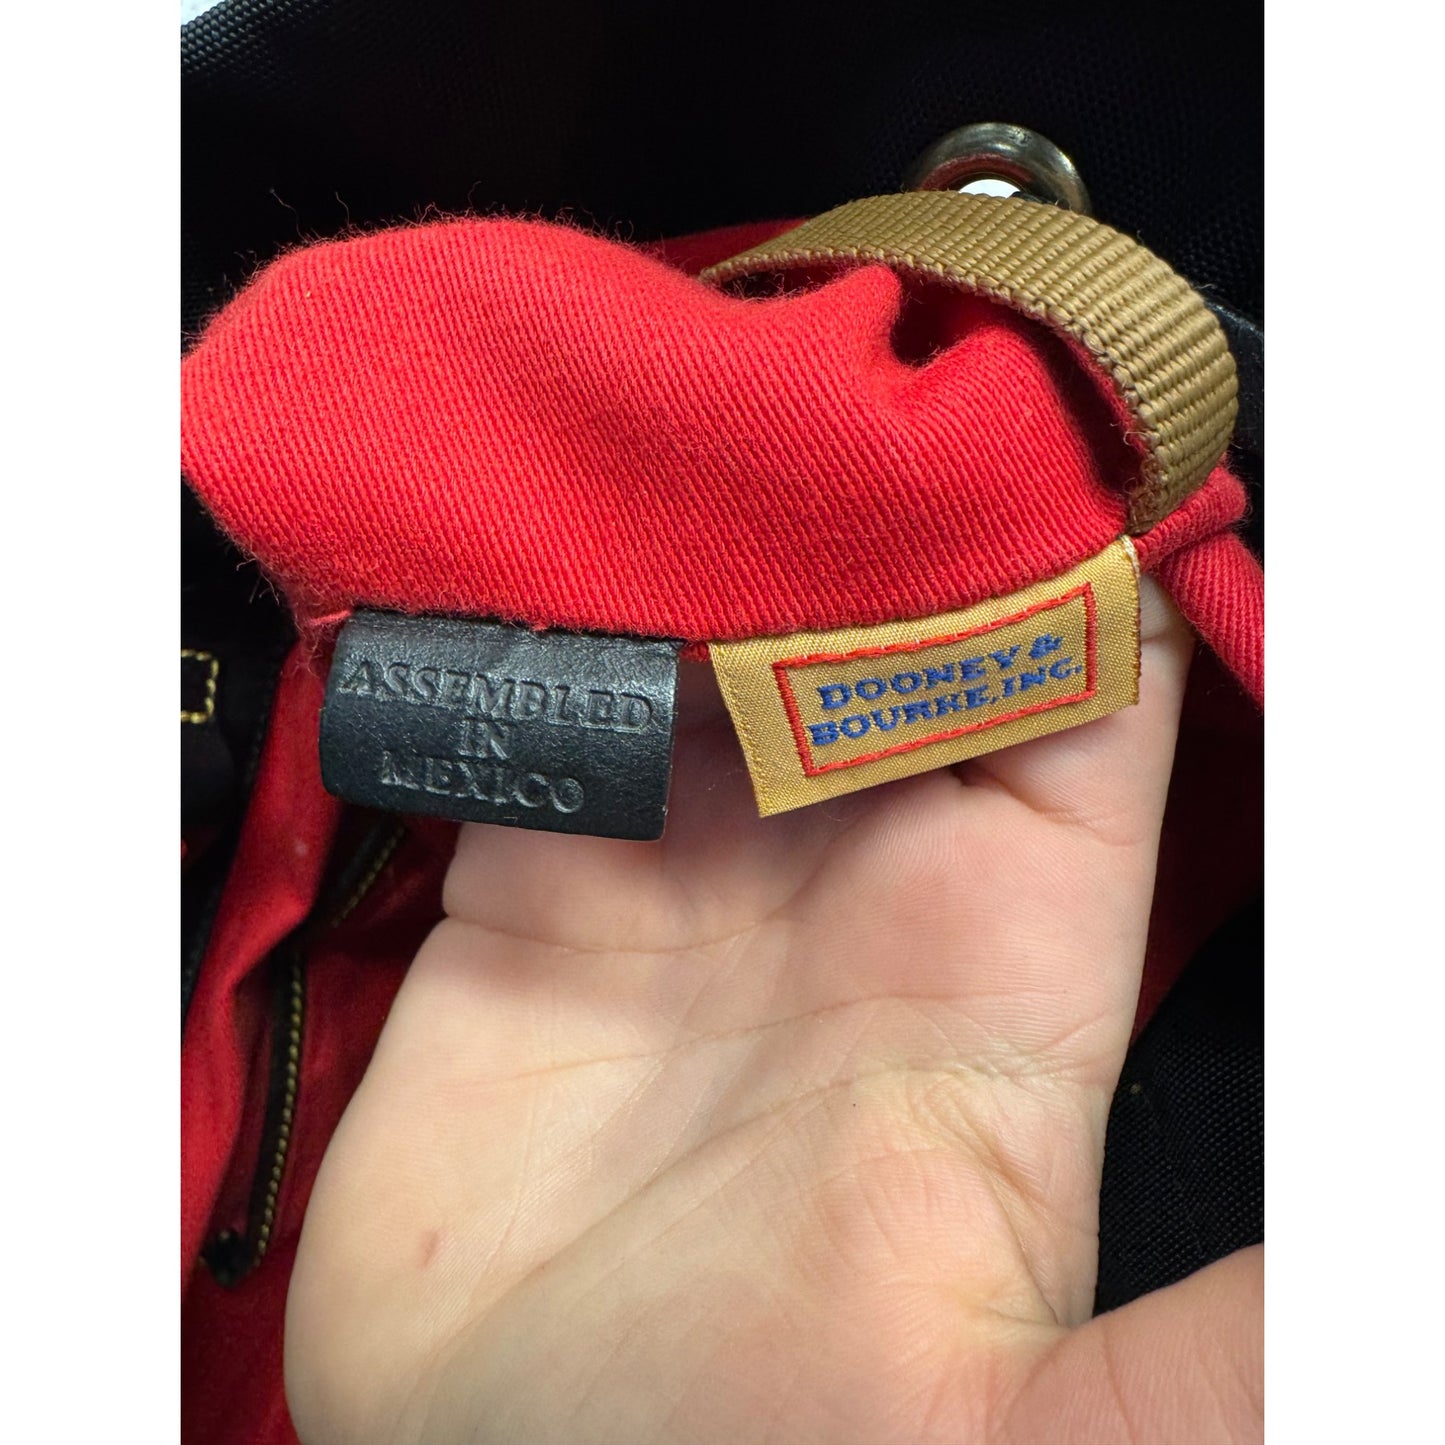 ASSEMBLED
IN
MEXICO
DOONEY &
BOURKE, INC.